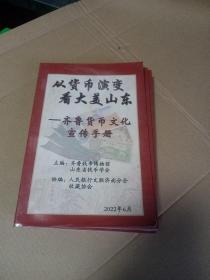 从货币演变
看大美山东
——齐鲁货币文化
宣传手册
主编：齐鲁钱币博物馆
山东省钱币学会
协编：人民银行文联济南分会
收藏协会
2022年6月